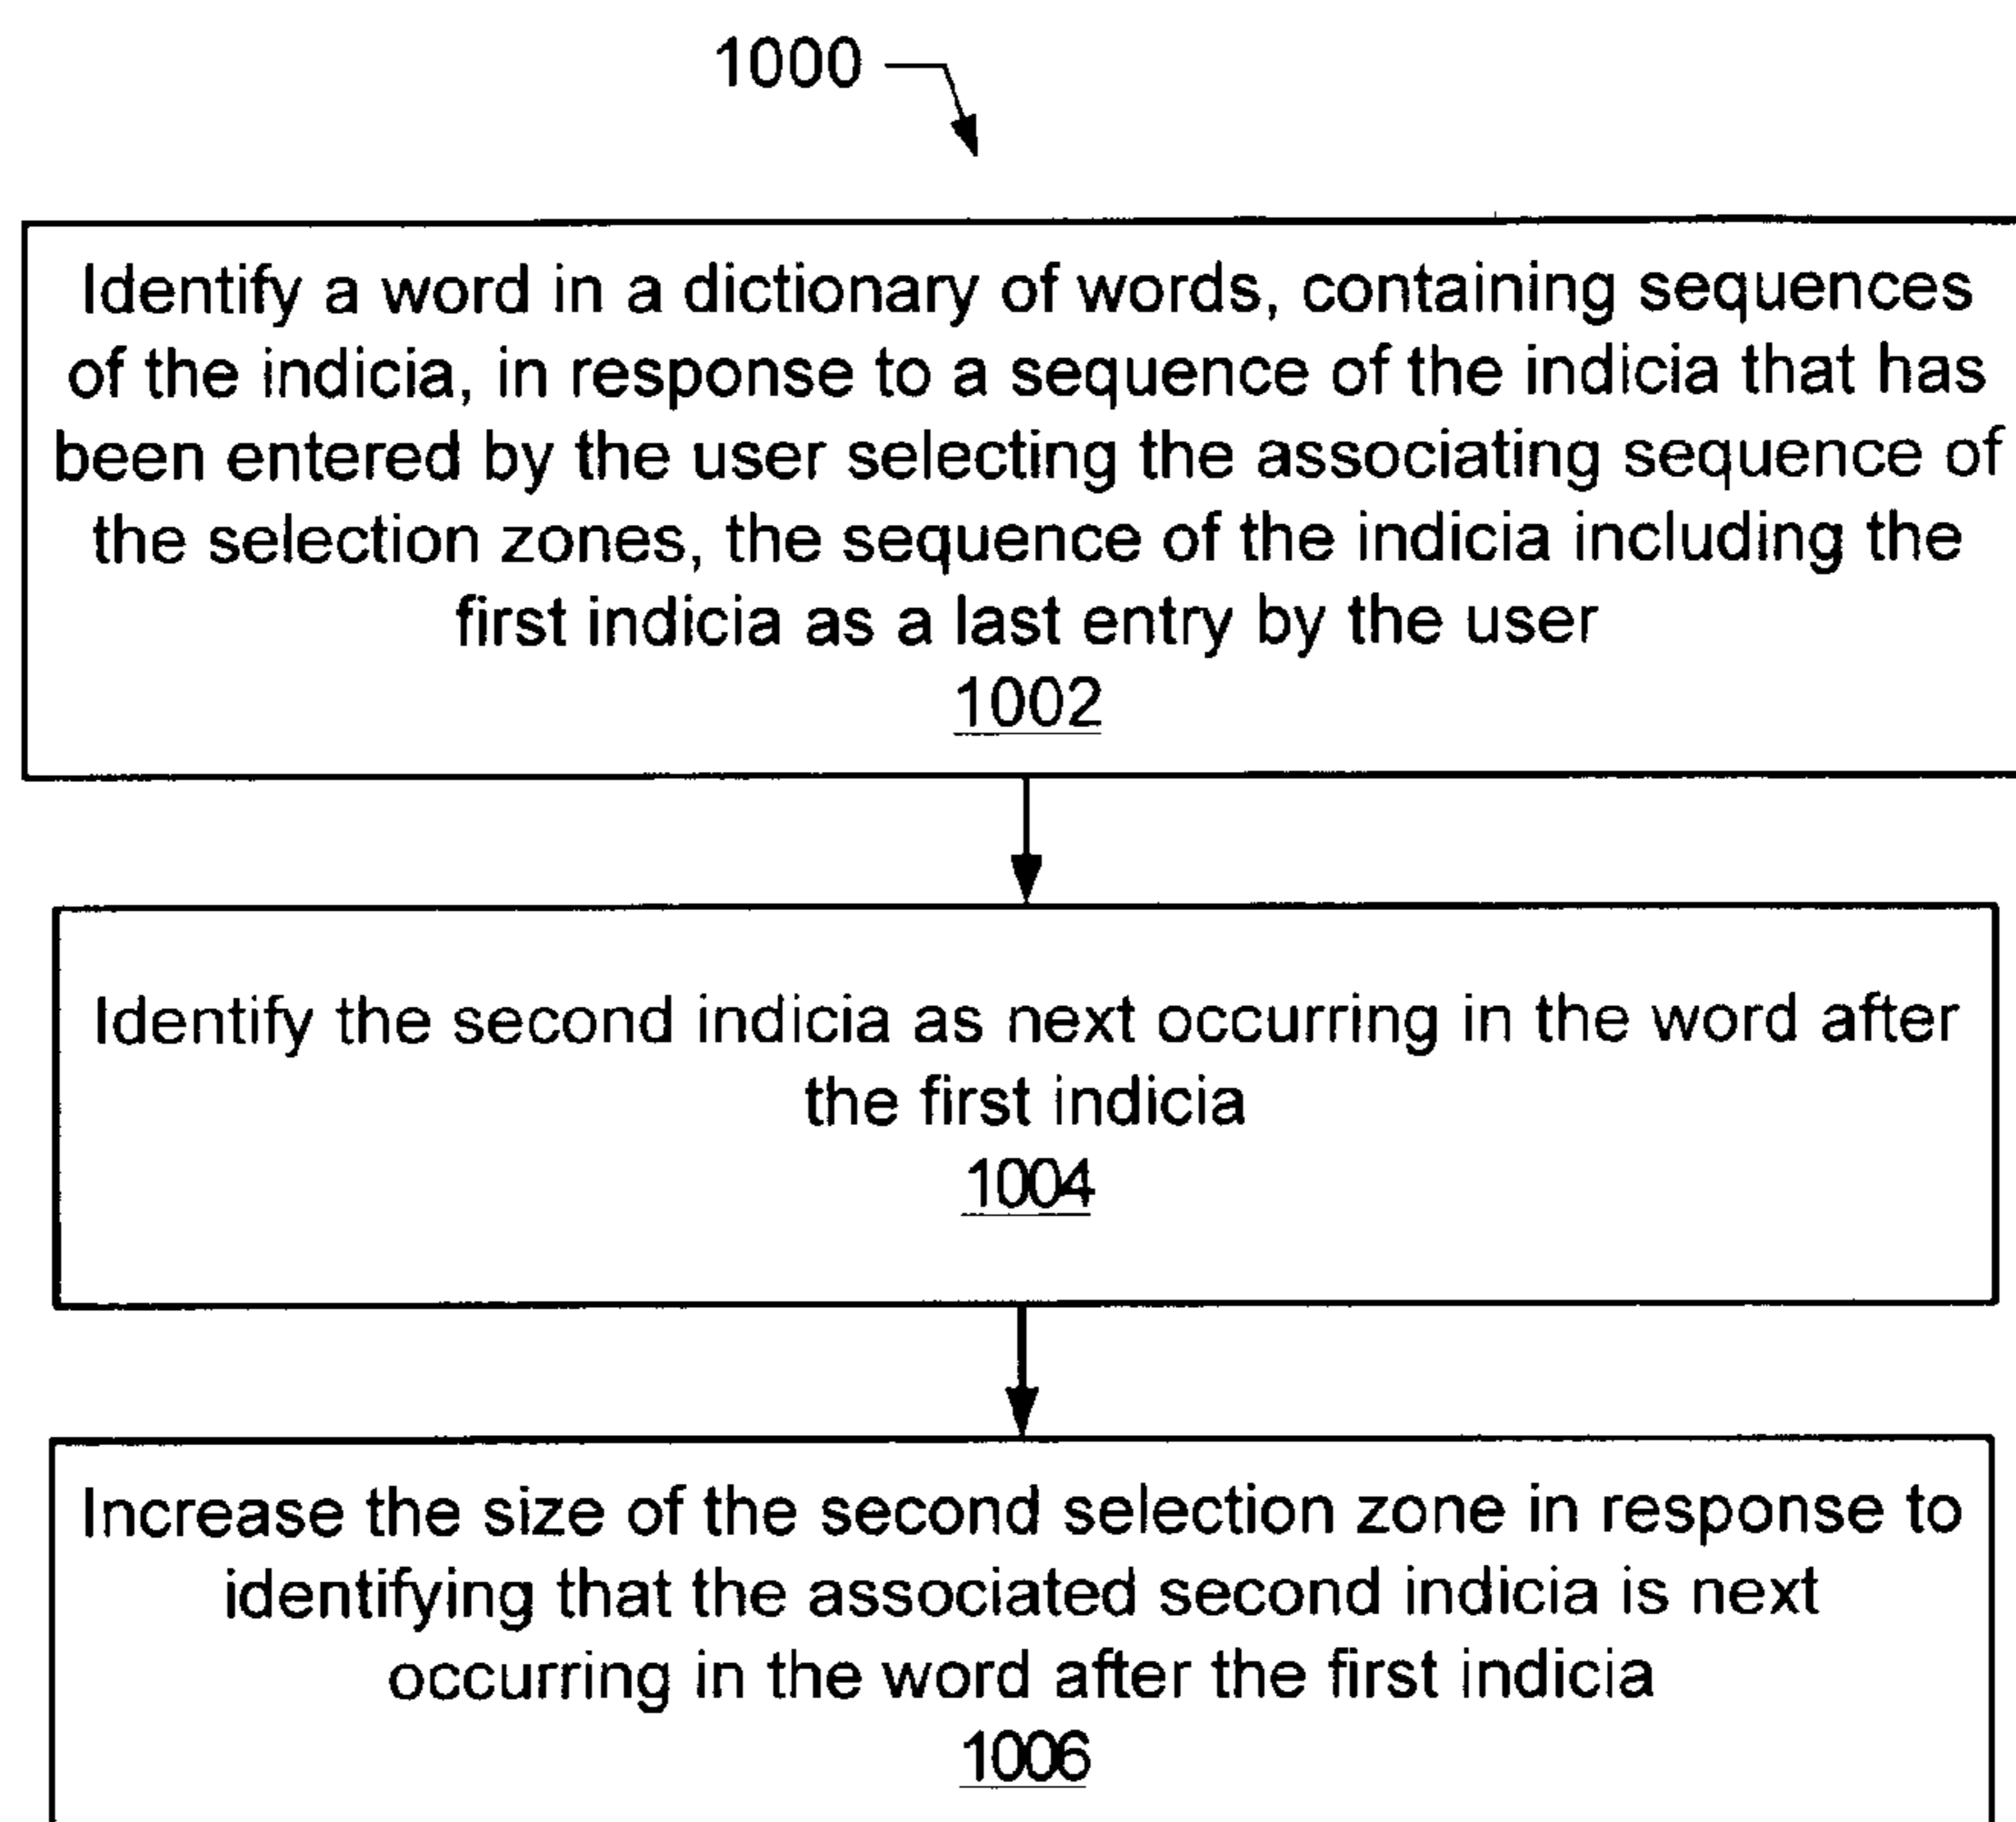 1000
Identify a word in a dictionary of words, containing sequences
of the indicia, in response to a sequence of the indicia that has
been entered by the user selecting the associating sequence of
the selection zones, the sequence of the indicia including the
first indicia as a last entry by the user
1002
Identify the second indicia as next occurring in the word after
the first indicia
1004
Increase the size of the second selection zone in response to
identifying that the associated second indicia is next
occurring in the word after the first indicia
1006